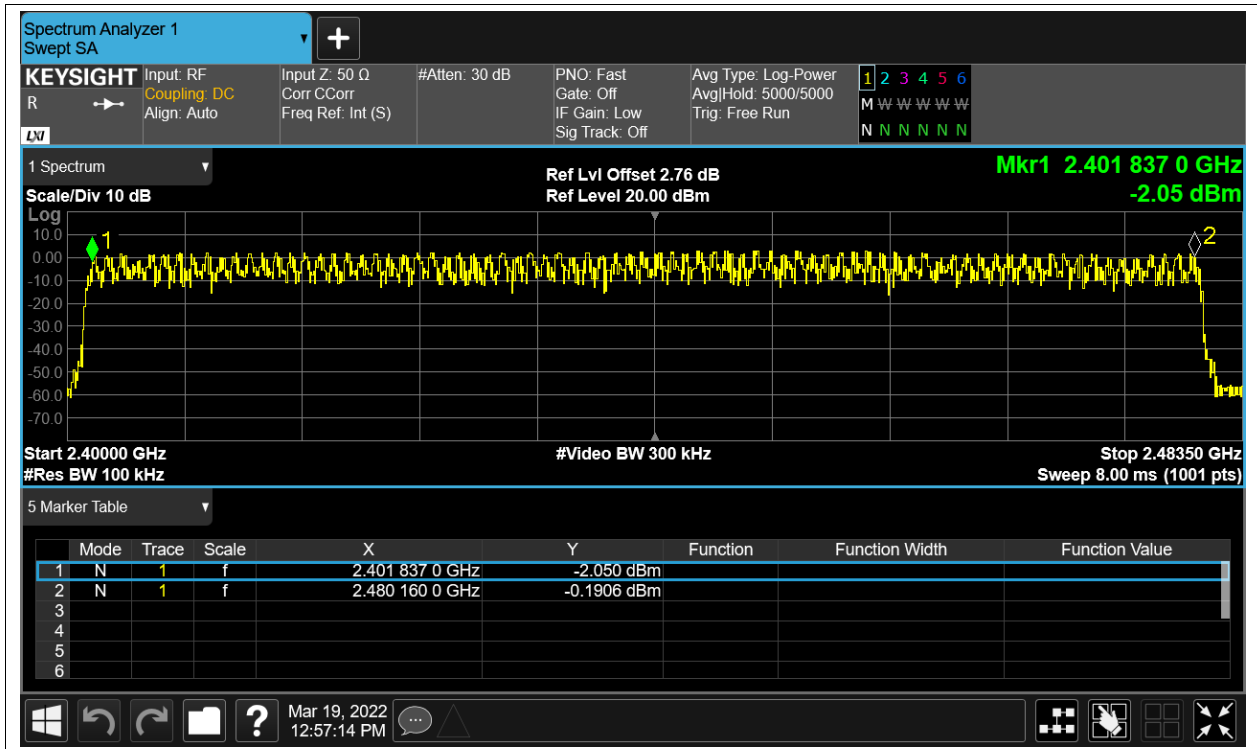 Spectrum Analyzer 1
Swept SA
KEYSIGHT
R
LXI
Input: RF
Coupling: DC
Align: Auto
Input Z: 50 Ω
Corr CCorr
Freq Ref: Int (S)
#Atten: 30 dB
PNO: Fast
Gate: Off
IF Gain: Low
Sig Track: Off
Avg Type: Log-Power
Avg|Hold: 5000/5000
Trig: Free Run
1 2 3 4 5 6
M W W W W W
N N N N N N
1 Spectrum
Scale/Div 10 dB
Ref Lvl Offset 2.76 dB
Ref Level 20.00 dBm
Mkr1 2.401 837 0 GHz
-2.05 dBm
Log
10.0
0.00
-10.0
-20.0
-30.0
-40.0
-50.0
-60.0
-70.0
1
2
Start 2.40000 GHz
#Res BW 100 kHz
#Video BW 300 kHz
Stop 2.48350 GHz
Sweep 8.00 ms (1001 pts)
5 Marker Table
Mode Trace Scale X Y Function Function Width Function Value
1 N 1 f 2.401 837 0 GHz -2.050 dBm
2 N 1 f 2.480 160 0 GHz -0.1906 dBm
3
4
5
6
?
Mar 19, 2022
12:57:14 PM